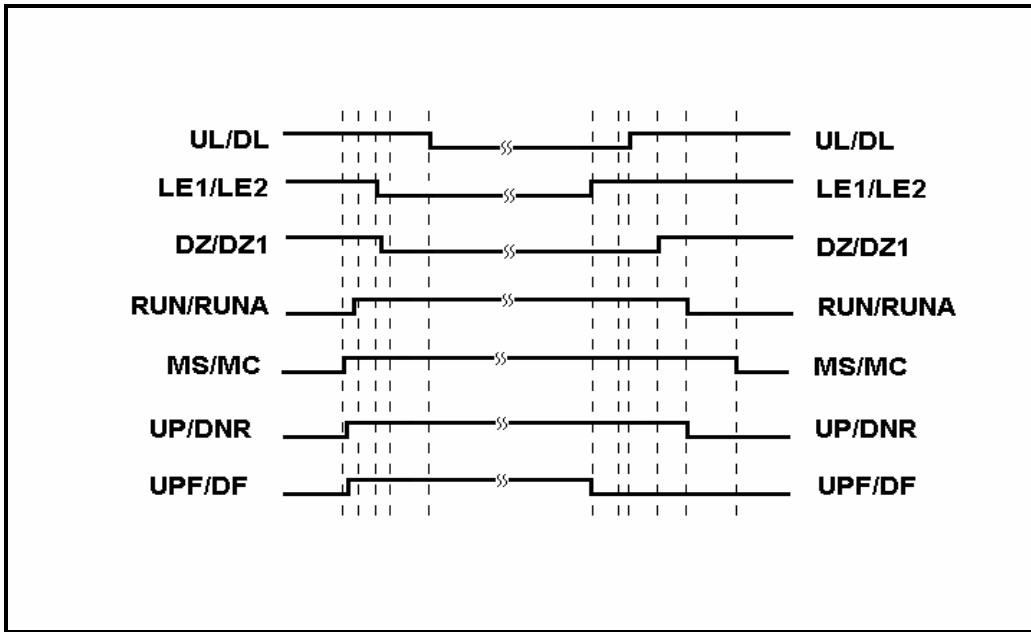 UL/DL UL/DL
LE1/LE2 LE1/LE2
DZ/DZ1 DZ/DZ1
RUN/RUNA RUN/RUNA
MS/MC MS/MC
UP/DNR UP/DNR
UPF/DF UPF/DF